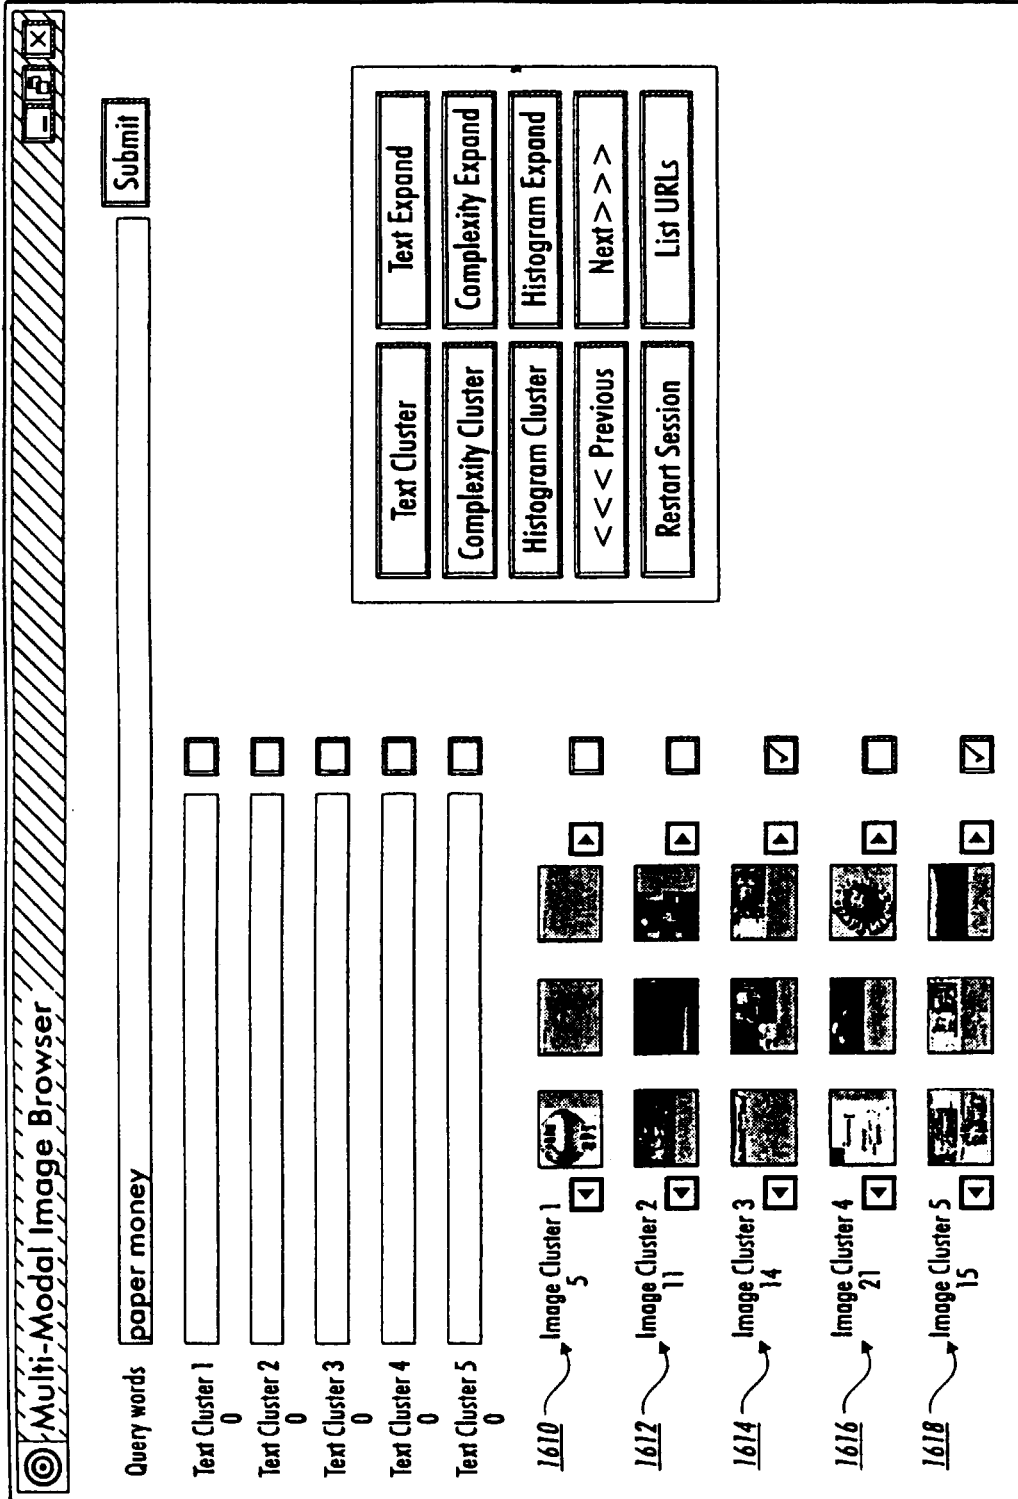 Multi-Modal Image Browser
Query words paper money Submit
Text Cluster 1
0
Text Cluster 2
0
Text Cluster 3
0
Text Cluster 4
0
Text Cluster 5
0
Text Cluster Text Expand
Complexity Cluster Complexity Expand
Histogram Cluster Histogram Expand
<<< Previous Next>>>
Restart Session List URLs
1610 Image Cluster 1
5
1612 Image Cluster 2
11
1614 Image Cluster 3
14
1616 Image Cluster 4
21
1618 Image Cluster 5
15